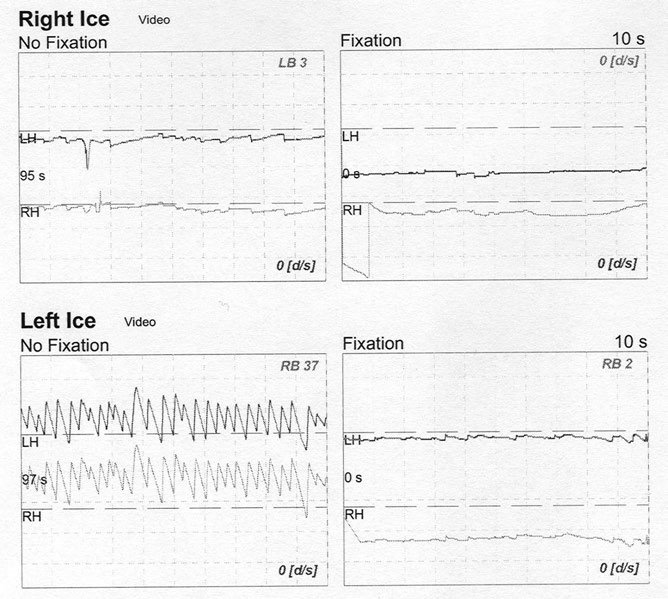 Right Ice Video
No Fixation
LB 3
LH
95 s
RH
0 [d/s]
Fixation 10 s
0 [d/s]
LH
0 s
RH
0 [d/s]
Left Ice Video
No Fixation
RB 37
LH
97 s
RH
0 [d/s]
Fixation 10 s
RB 2
LH
0 s
RH
0 [d/s]